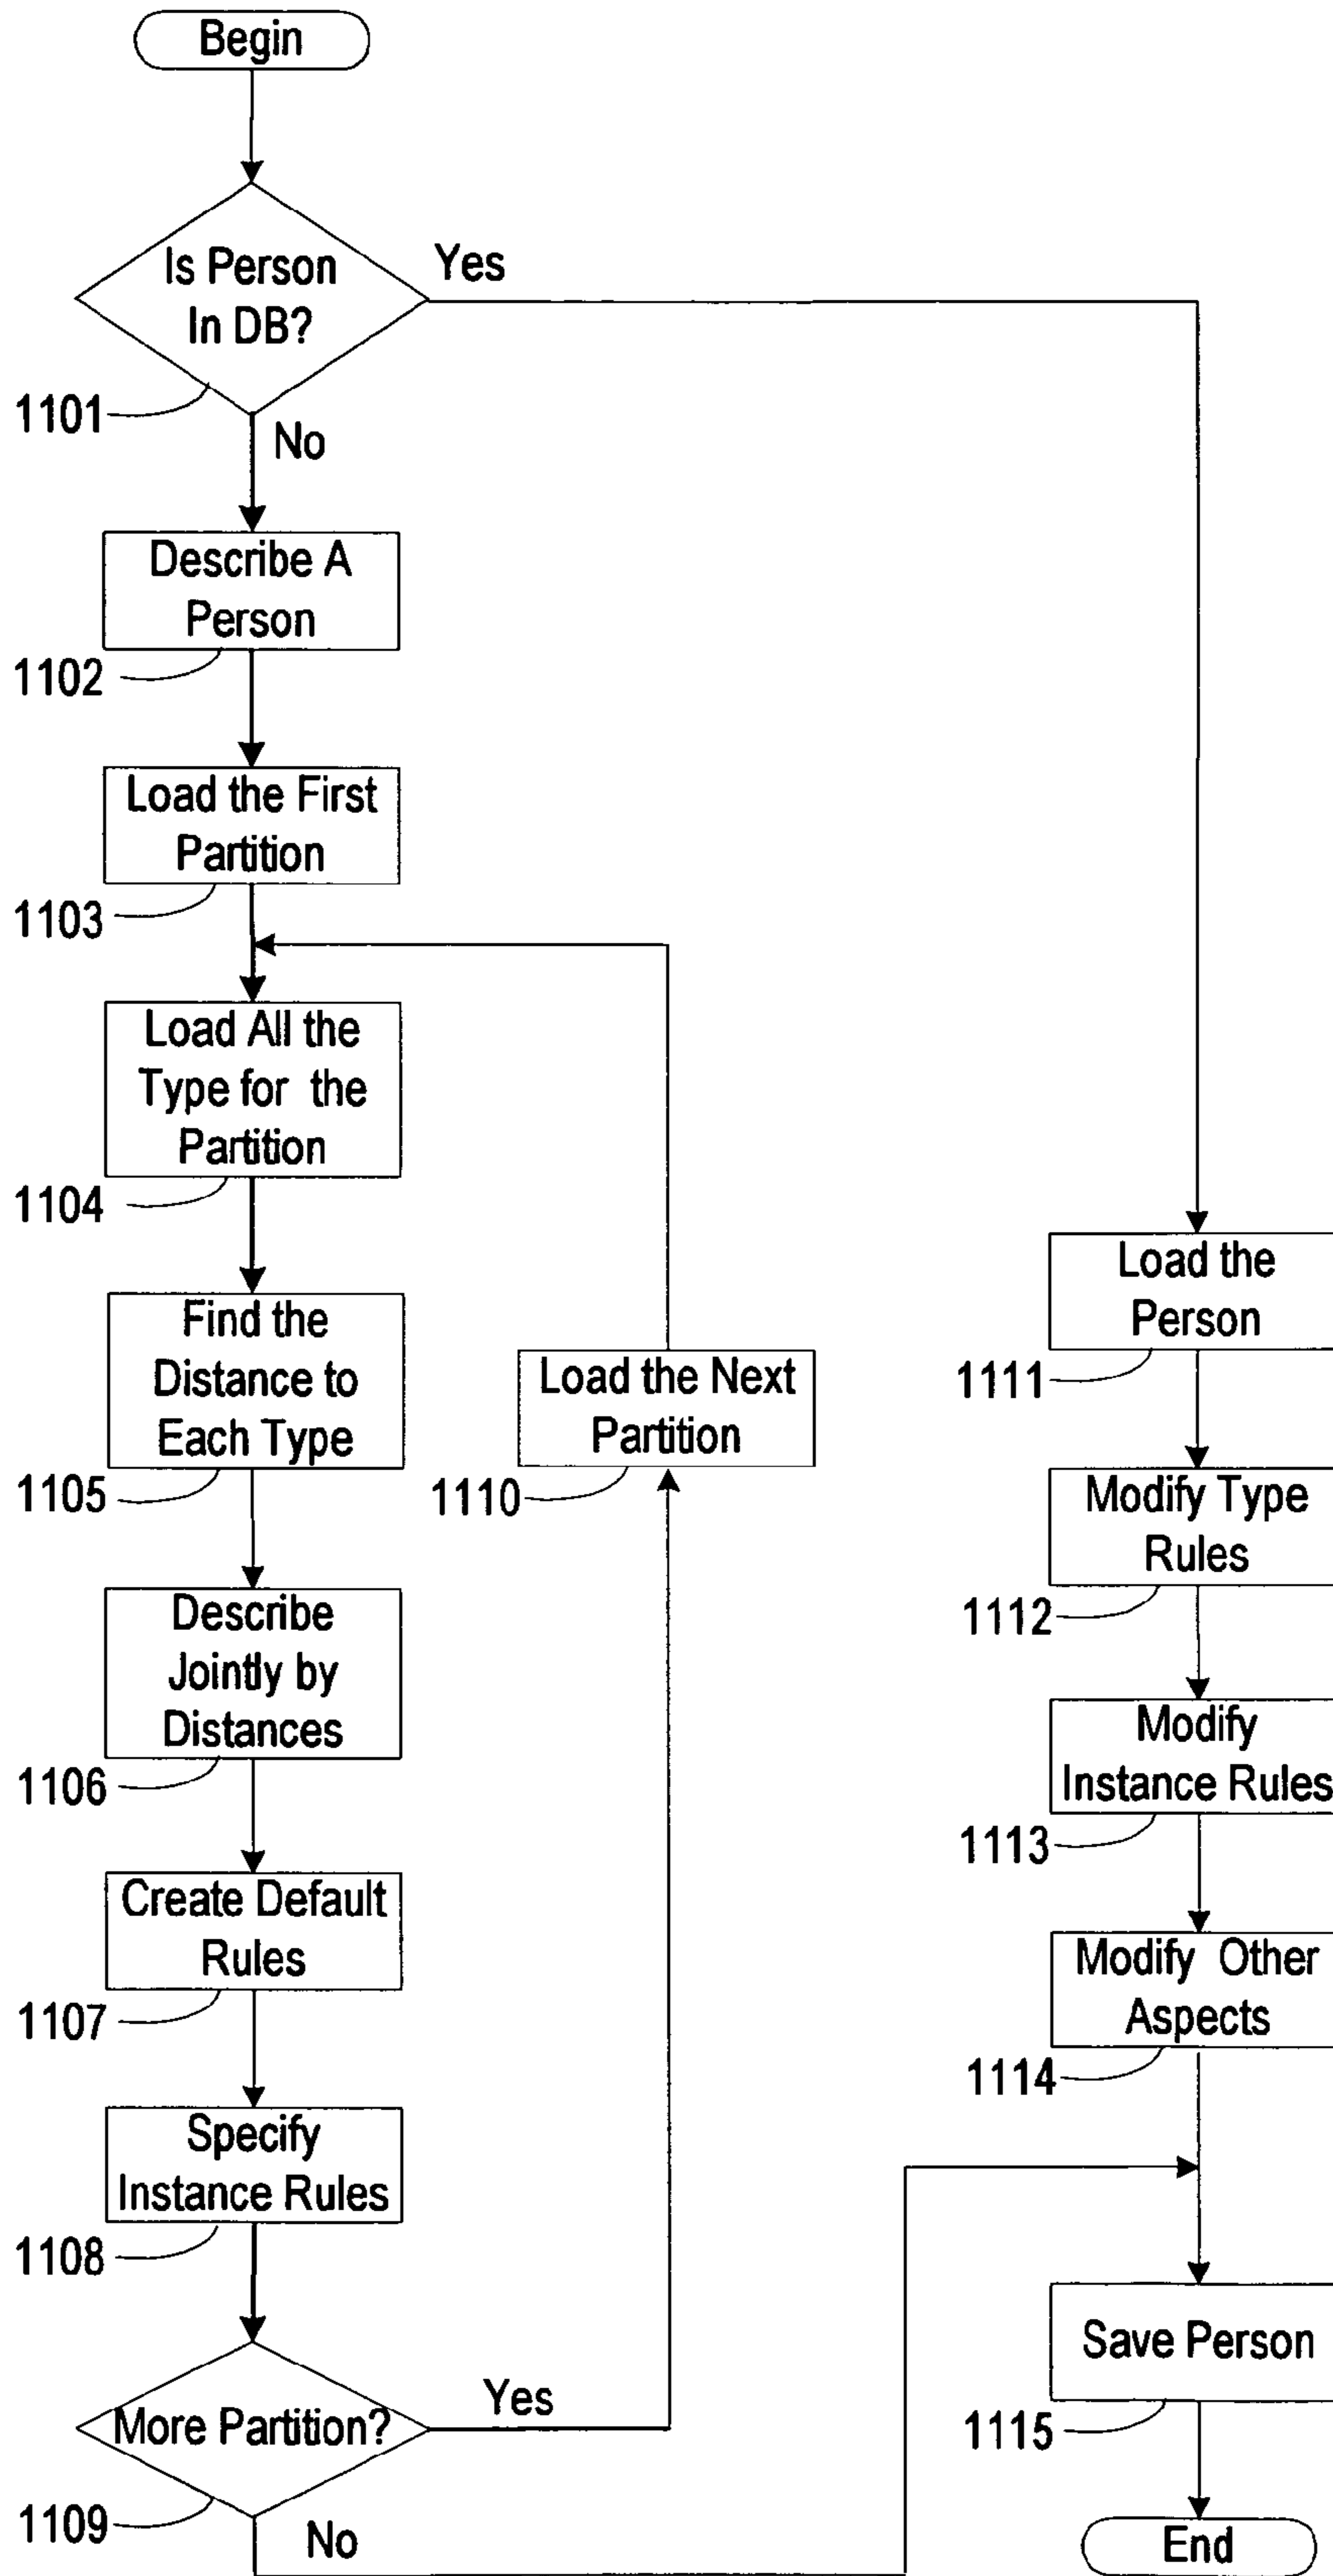 Begin
Is Person
In DB?
Yes
1101
No
Describe A
Person
1102
Load the First
Partition
1103
Load All the
Type for the
Partition
1104
Find the
Distance to
Each Type
1105
Load the Next
Partition
1110
Describe
Jointly by
Distances
1106
Create Default
Rules
1107
Specify
Instance Rules
1108
More Partition?
Yes
1109
No
Load the
Person
1111
Modify Type
Rules
1112
Modify
Instance Rules
1113
Modify Other
Aspects
1114
Save Person
1115
End